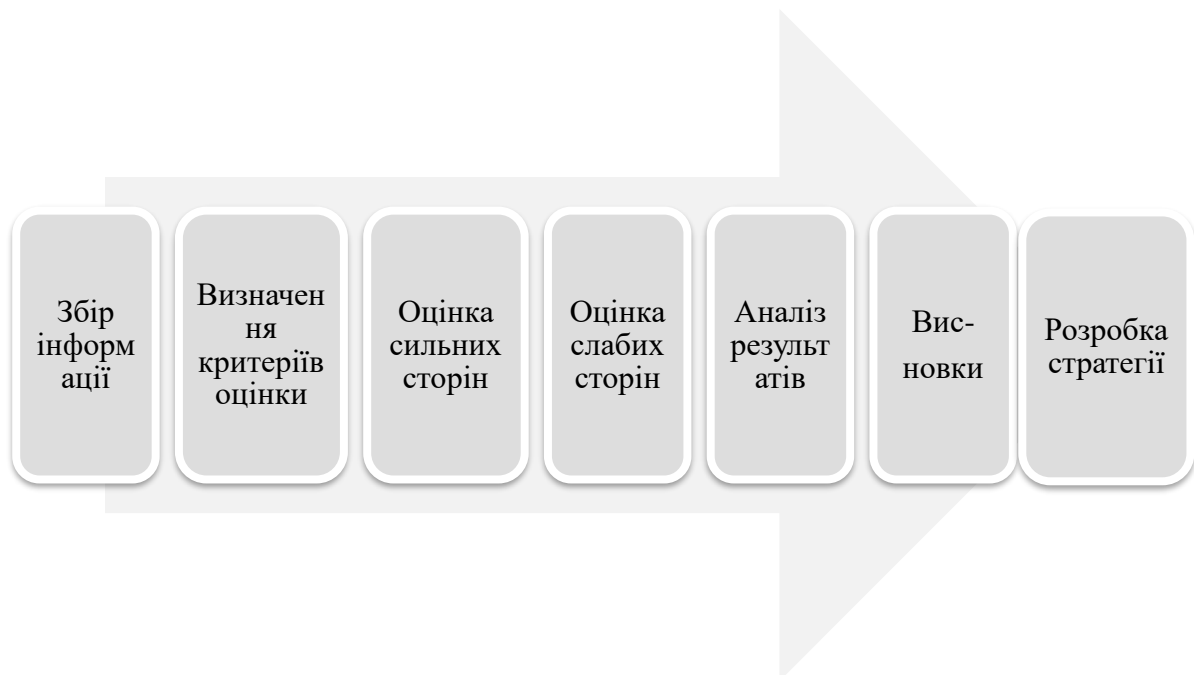 Збір
інформ
ації
Визначен
ня
критеріїв
оцінки
Оцінка
сильних
сторін
Оцінка
слабих
сторін
Аналіз
результ
атів
Вис-
новки
Розробка
стратегії